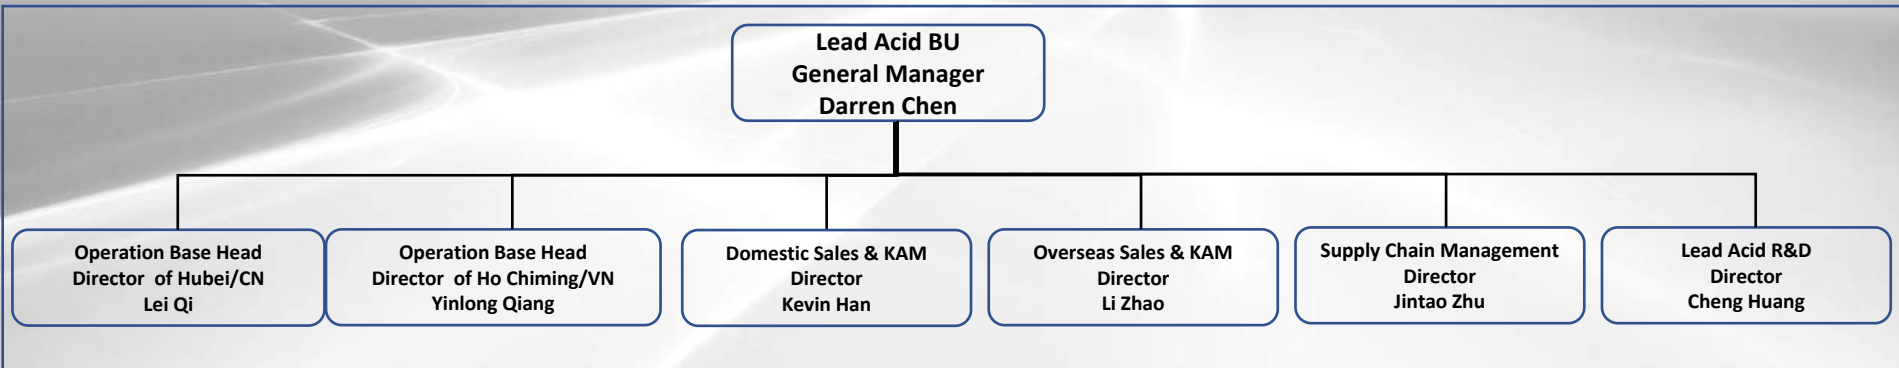 Lead Acid BU
General Manager
Darren Chen
Operation Base Head
Director of Hubei/CN
Lei Qi
Operation Base Head
Director of Ho Chiming/VN
Yinlong Qiang
Domestic Sales & KAM
Director
Kevin Han
Overseas Sales & KAM
Director
Li Zhao
Supply Chain Management
Director
Jintao Zhu
Lead Acid R&D
Director
Cheng Huang